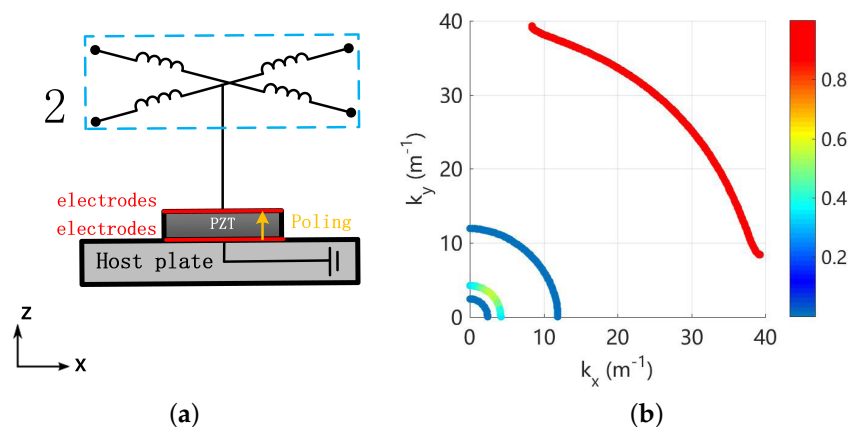 2
electrodes
electrodes
PZT
Poling
Host plate
z
x
(a)
40
30
20
10
0
k_y (m^-1)
0 10 20 30 40
k_x (m^-1)
0.8
0.6
0.4
0.2
(b)